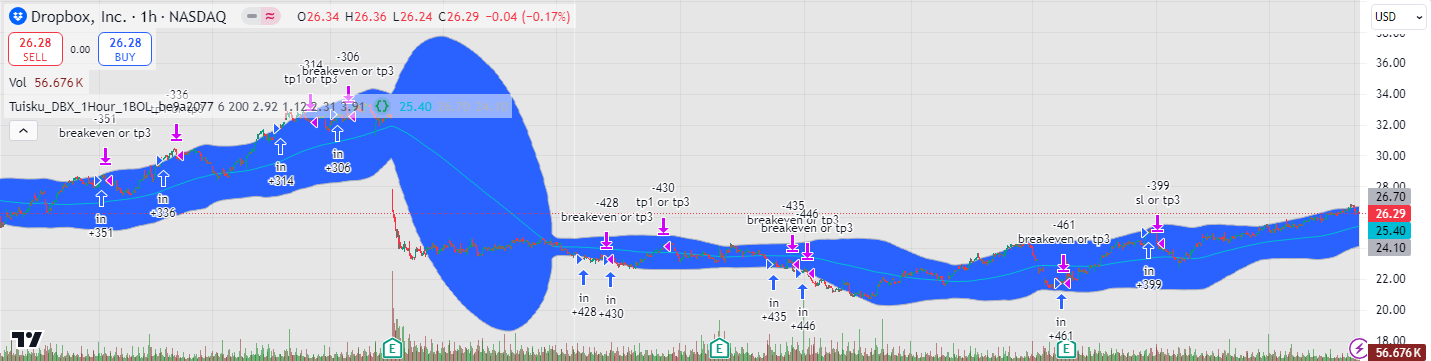 Dropbox, Inc. · 1h · NASDAQ O26.34 H26.36 L26.24 C26.29 −0.04 (−0.17%)
USD
26.28
SELL
0.00
26.28
BUY
Vol 56.676 K
Tuisku_DBX_1Hour_1BOL_be9a2077 6 200 2.92 1.12 2.31 3.91 25.40
-351
breakeven or tp3
-336
-314
tp1 or tp3
-306
breakeven or tp3
in
+351
in
+336
in
+314
in
+306
-428
breakeven or tp3
-430
tp1 or tp3
-435
breakeven or tp3
-446
breakeven or tp3
-461
breakeven or tp3
-399
sl or tp3
in
+428
in
+430
in
+435
in
+446
in
+461
in
+399
E
E
E
38.00
36.00
34.00
32.00
30.00
28.00
26.70
26.29
25.40
24.10
22.00
20.00
18.00
56.676 K